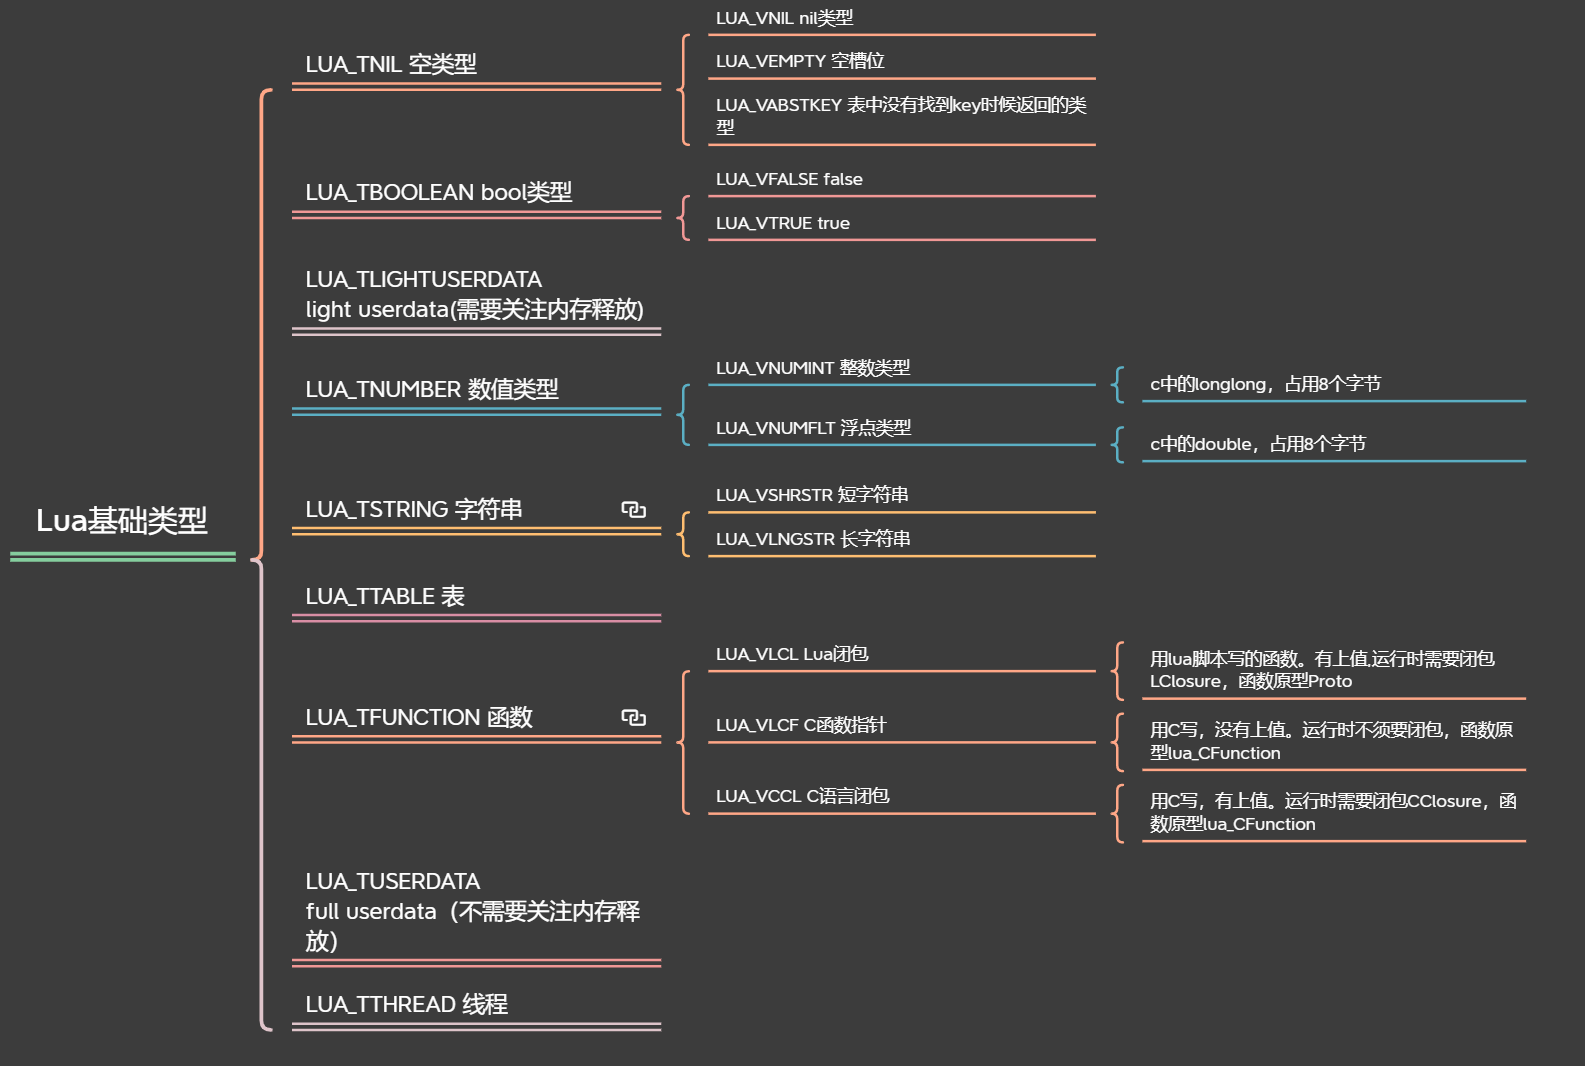 Lua基础类型
LUA_TNIL 空类型
LUA_VNIL nil类型
LUA_VEMPTY 空槽位
LUA_VABSTKEY 表中没有找到key时候返回的类
型
LUA_TBOOLEAN bool类型
LUA_VFALSE false
LUA_VTRUE true
LUA_TLIGHTUSERDATA
light userdata(需要关注内存释放)
LUA_TNUMBER 数值类型
LUA_VNUMINT 整数类型
c中的longlong，占用8个字节
LUA_VNUMFLT 浮点类型
c中的double，占用8个字节
LUA_TSTRING 字符串
LUA_VSHRSTR 短字符串
LUA_VLNGSTR 长字符串
LUA_TTABLE 表
LUA_TFUNCTION 函数
LUA_VLCL Lua闭包
用lua脚本写的函数。有上值,运行时需要闭包
LClosure，函数原型Proto
LUA_VLCF C函数指针
用C写，没有上值。运行时不须要闭包，函数原
型lua_CFunction
LUA_VCCL C语言闭包
用C写，有上值。运行时需要闭包CClosure，函
数原型lua_CFunction
LUA_TUSERDATA
full userdata（不需要关注内存释
放）
LUA_TTHREAD 线程